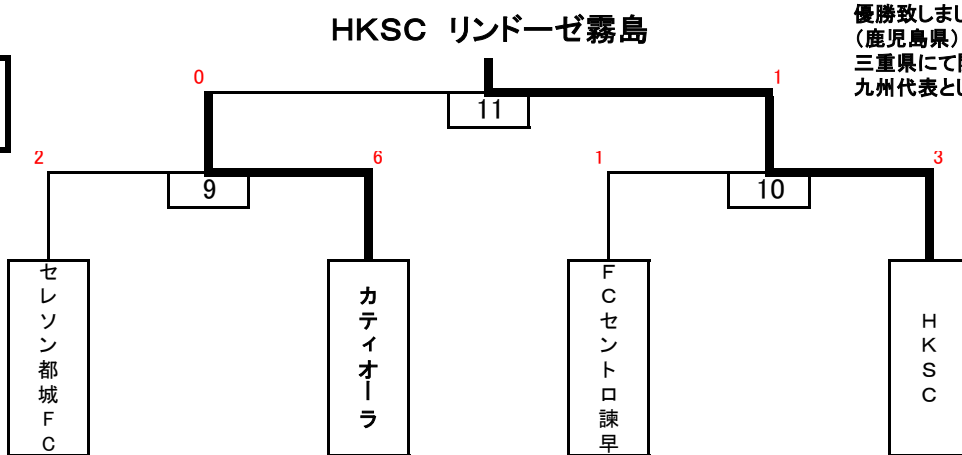 HKSC リンドーゼ霧島
優勝致しまし
(鹿児島県)
三重県にて
九州代表とし
0
1
11
2
6
1
3
9
10
セレソン都城FC
カティオーラ
FCセントロ諫早
HKSC